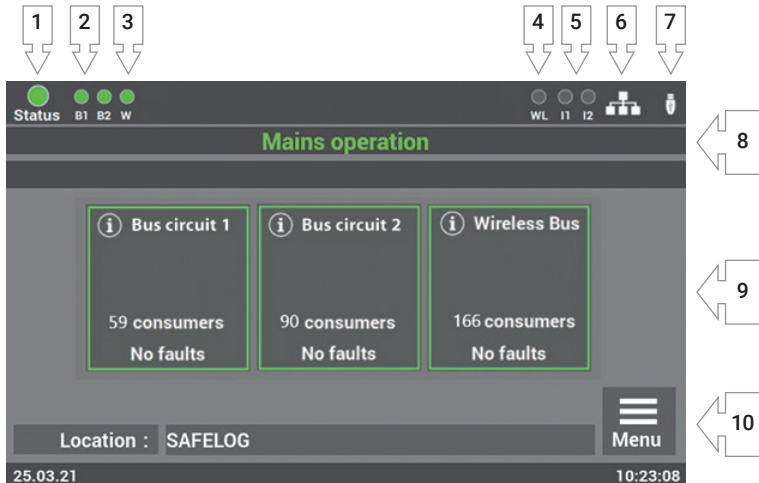 1 2 3 4 5 6 7
Status B1 B2 W WL I1 I2
8
Mains operation
Bus circuit 1 Bus circuit 2 Wireless Bus
9
59 consumers 90 consumers 166 consumers
No faults No faults No faults
10
Location : SAFELOG Menu
25.03.21 10:23:08